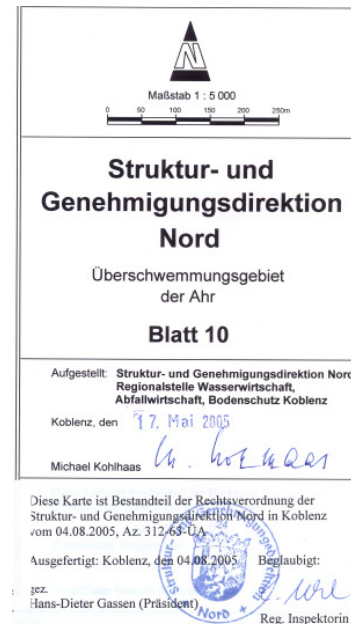 N
Maßstab 1 : 5 000
0 50 100 150 200 250m
Struktur- und
Genehmigungsdirektion
Nord
Überschwemmungsgebiet
der Ahr
Blatt 10
Aufgestellt: Struktur- und Genehmigungsdirektion Nord
Regionalstelle Wasserwirtschaft,
Abfallwirtschaft, Bodenschutz Koblenz
Koblenz, den 17. Mai 2005
Michael Kohlhaas
Diese Karte ist Bestandteil der Rechtsverordnung der
Struktur- und Genehmigungsdirektion Nord in Koblenz
vom 04.08.2005, Az. 312-63-ÜA
Ausgefertigt: Koblenz, den 04.08.2005 Beglaubigt:
gez.
Hans-Dieter Gassen (Präsident)
Reg. Inspektorin